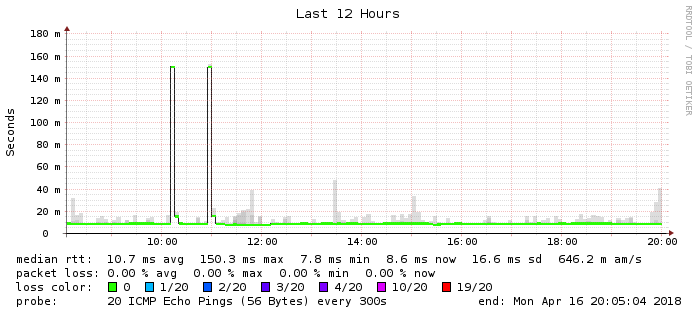 Last 12 Hours
RRDTOOL / TOBI OETIKER
Seconds
180 m
160 m
140 m
120 m
100 m
80 m
60 m
40 m
20 m
0
10:00 12:00 14:00 16:00 18:00 20:00
median rtt: 10.7 ms avg 150.3 ms max 7.8 ms min 8.6 ms now 16.6 ms sd 646.2 m am/s
packet loss: 0.00 % avg 0.00 % max 0.00 % min 0.00 % now
loss color: 0 1/20 2/20 3/20 4/20 10/20 19/20
probe: 20 ICMP Echo Pings (56 Bytes) every 300s end: Mon Apr 16 20:05:04 2018